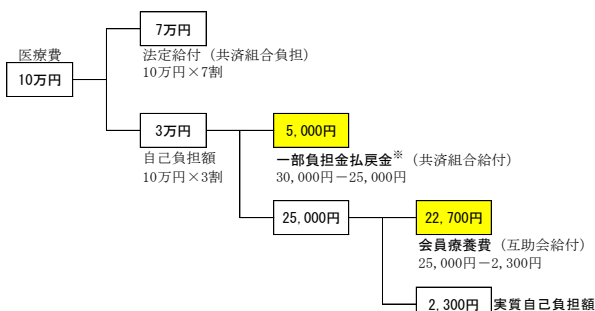 7万円
医療費
10万円
法定給付（共済組合負担）
10万円×7割
3万円
自己負担額
10万円×3割
5,000円
一部負担金払戻金※（共済組合給付）
30,000円－25,000円
25,000円
22,700円
会員療養費（互助会給付）
25,000円－2,300円
2,300円 実質自己負担額